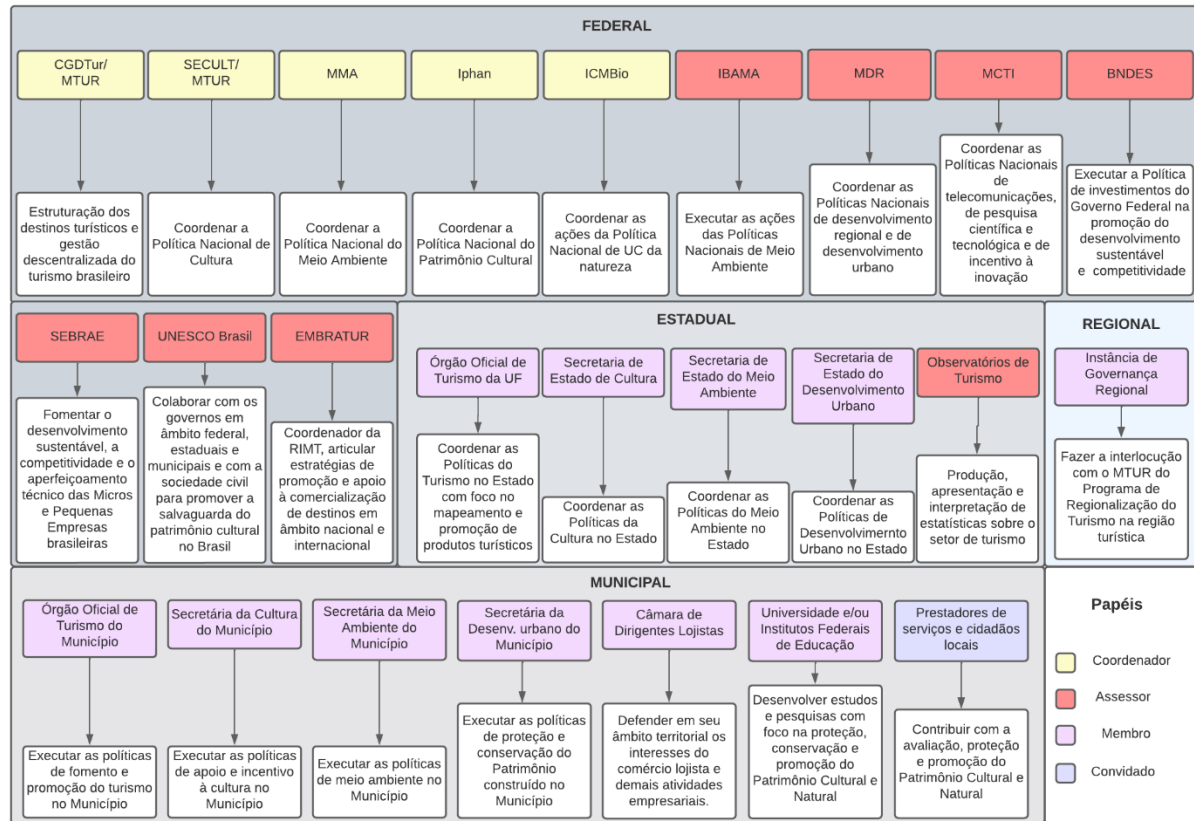 FEDERAL
CGDTur/
MTUR
SECULT/
MTUR
MMA
Iphan
ICMBio
IBAMA
MDR
MCTI
BNDES
Estruturação dos
destinos turísticos e
gestão
descentralizada do
turismo brasileiro
Coordenar a
Política Nacional de
Cultura
Coordenar a
Política Nacional do
Meio Ambiente
Coordenar a
Política Nacional do
Patrimônio Cultural
Coordenar as
ações da Política
Nacional de UC da
natureza
Executar as ações
das Políticas
Nacionais de Meio
Ambiente
Coordenar as
Políticas Nacionais
de desenvolvimento
regional e de
desenvolvimento
urbano
Coordenar as
Políticas Nacionais
de
telecomunicações,
de pesquisa
científica e
tecnológica e de
incentivo à
inovação
Executar a Política
de investimentos do
Governo Federal na
promoção do
desenvolvimento
sustentável
e competitividade
SEBRAE
UNESCO Brasil
EMBRATUR
Fomentar o
desenvolvimento
sustentável, a
competitividade e o
aperfeiçoamento
técnico das Micros
e Pequenas
Empresas
brasileiras
Colaborar com os
governos em
âmbito federal,
estaduais e
municipais e com a
sociedade civil
para promover a
salvaguarda do
patrimônio cultural
no Brasil
Coordenador da
RIMT, articular
estratégias de
promoção e apoio
à comercialização
de destinos em
âmbito nacional e
internacional
ESTADUAL
Órgão Oficial de
Turismo da UF
Secretaria de
Estado de Cultura
Secretaria de
Estado do Meio
Ambiente
Secretaria de
Estado do
Desenvolvimento
Urbano
Observatórios de
Turismo
Coordenar as
Políticas do
Turismo no Estado
com foco no
mapeamento e
promoção de
produtos turísticos
Coordenar as
Políticas da
Cultura no Estado
Coordenar as
Políticas do Meio
Ambiente no
Estado
Coordenar as
Políticas de
Desenvolvimernto
Urbano no Estado
Produção,
apresentação e
interpretação de
estatísticas sobre o
setor de turismo
REGIONAL
Instância de
Governança
Regional
Fazer a interlocução
com o MTUR do
Programa de
Regionalização do
Turismo na região
turística
MUNICIPAL
Órgão Oficial de
Turismo do
Município
Secretária da Cultura
do Município
Secretária da Meio
Ambiente do
Município
Secretária da
Desenv. urbano do
Município
Câmara de
Dirigentes Lojistas
Universidade e/ou
Institutos Federais
de Educação
Prestadores de
serviços e cidadãos
locais
Executar as políticas
de fomento e
promoção do turismo
no Município
Executar as políticas
de apoio e incentivo
à cultura no
Município
Executar as políticas
de meio ambiente no
Município
Executar as políticas
de proteção e
conservação do
Patrimônio
construído no
Município
Defender em seu
âmbito territorial os
interesses do
comércio lojista e
demais atividades
empresariais.
Desenvolver estudos
e pesquisas com
foco na proteção,
conservação e
promoção do
Patrimônio Cultural e
Natural
Contribuir com a
avaliação, proteção
e promoção do
Patrimônio Cultural e
Natural
Papéis
Coordenador
Assessor
Membro
Convidado